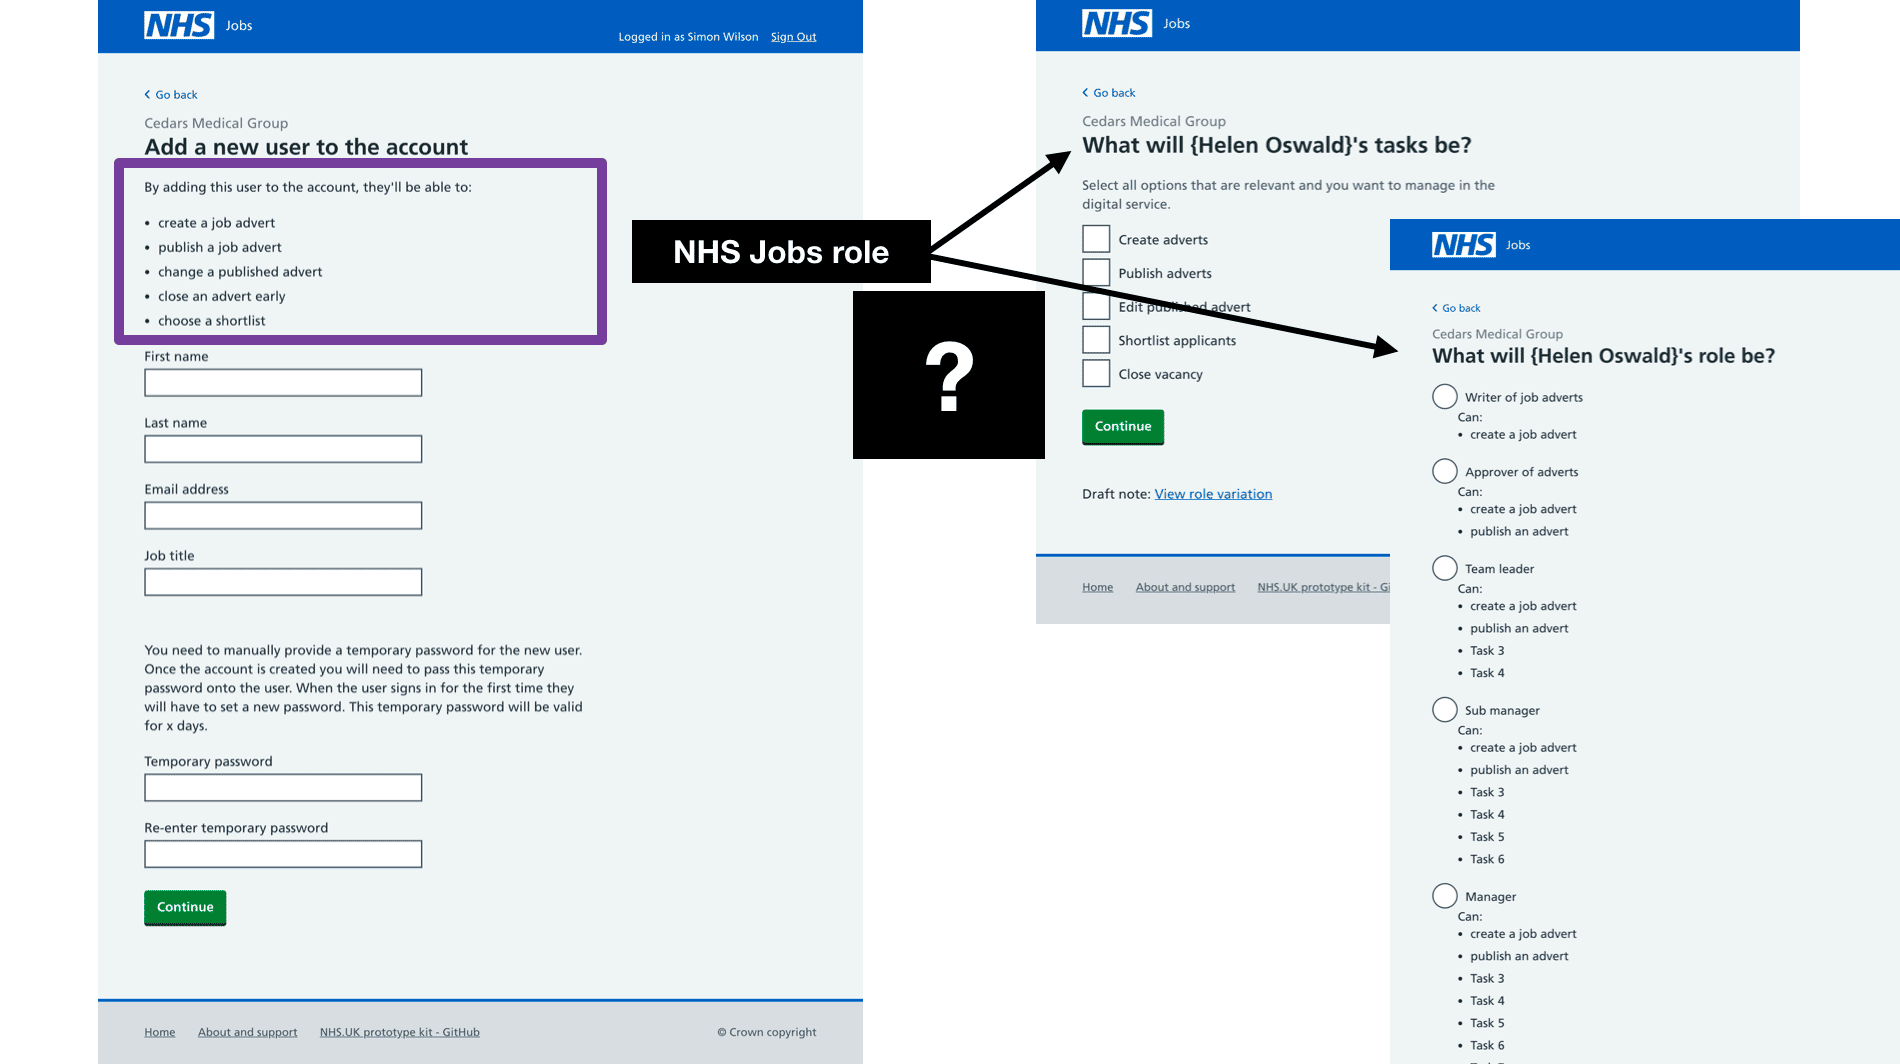 NHS Jobs
Logged in as Simon Wilson Sign Out
Go back
Cedars Medical Group
Add a new user to the account
By adding this user to the account, they'll be able to:
• create a job advert
• publish a job advert
• change a published advert
• close an advert early
• choose a shortlist
First name
Last name
Email address
Job title
You need to manually provide a temporary password for the new user.
Once the account is created you will need to pass this temporary
password onto the user. When the user signs in for the first time they
will have to set a new password. This temporary password will be valid
for x days.
Temporary password
Re-enter temporary password
Continue
Home About and support NHS.UK prototype kit - GitHub © Crown copyright
NHS Jobs role
?
NHS Jobs
Go back
Cedars Medical Group
What will {Helen Oswald}'s tasks be?
Select all options that are relevant and you want to manage in the
digital service.
Create adverts
Publish adverts
Edit published advert
Shortlist applicants
Close vacancy
Continue
Draft note: View role variation
Home About and support NHS.UK prototype kit -
NHS Jobs
Go back
Cedars Medical Group
What will {Helen Oswald}'s role be?
Writer of job adverts
Can:
• create a job advert
Approver of adverts
Can:
• create a job advert
• publish an advert
Team leader
Can:
• create a job advert
• publish an advert
• Task 3
• Task 4
Sub manager
Can:
• create a job advert
• publish an advert
• Task 3
• Task 4
• Task 5
• Task 6
Manager
Can:
• create a job advert
• publish an advert
• Task 3
• Task 4
• Task 5
• Task 6